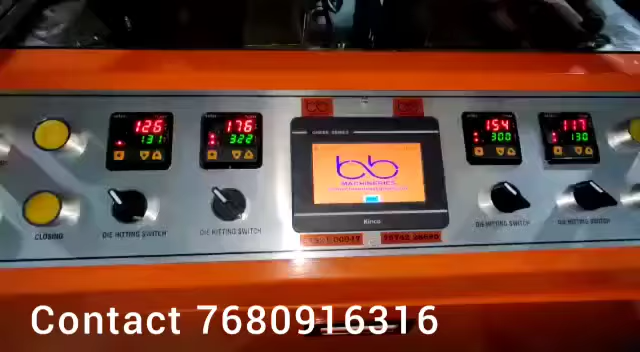 126
131
176
322
154
300
117
130
bb
MACHINERIES
Kinco
CLOSING
DIE HITTING SWITCH
DIE HITTING SWITCH
DIE HITTING SWITCH
DIE HITTING SWITCH
Contact 7680916316